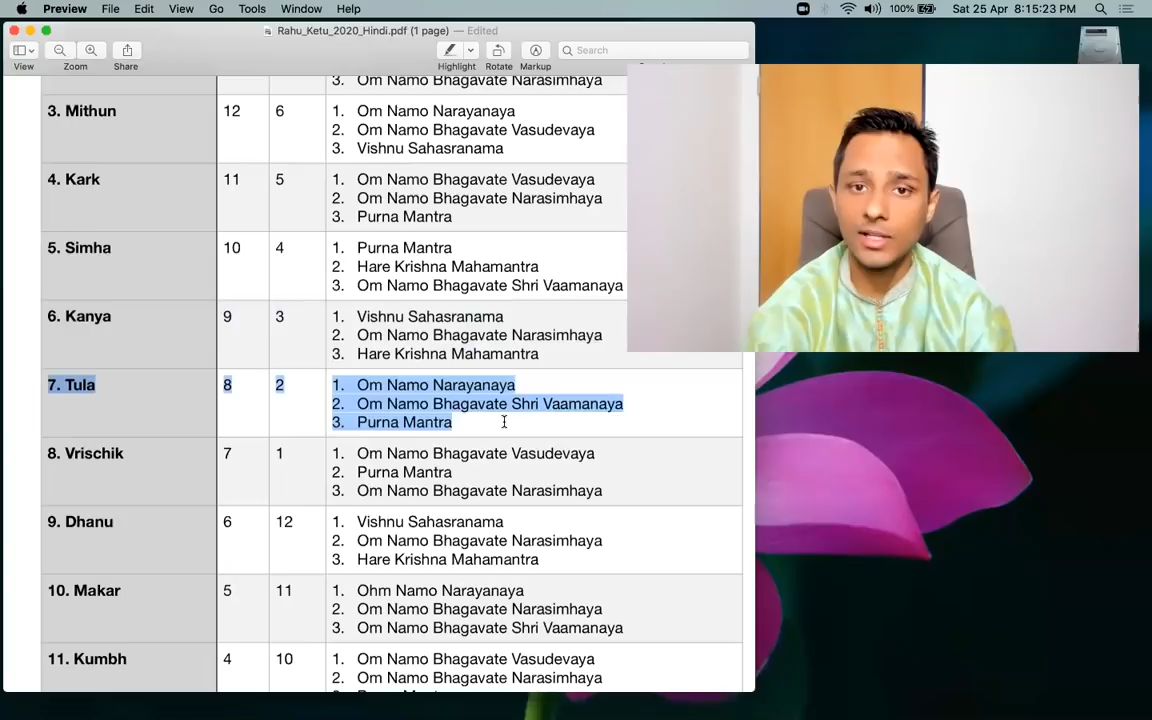 Preview File Edit View Go Tools Window Help 100% Sat 25 Apr 8:15:23 PM
Rahu_Ketu_2020_Hindi.pdf (1 page) — Edited
Search
View Zoom Share Highlight Rotate Markup
3. Om Namo Bhagavate Narasimhaya
3. Mithun 12 6 1. Om Namo Narayanaya
2. Om Namo Bhagavate Vasudevaya
3. Vishnu Sahasranama
4. Kark 11 5 1. Om Namo Bhagavate Vasudevaya
2. Om Namo Bhagavate Narasimhaya
3. Purna Mantra
5. Simha 10 4 1. Purna Mantra
2. Hare Krishna Mahamantra
3. Om Namo Bhagavate Shri Vaamanaya
6. Kanya 9 3 1. Vishnu Sahasranama
2. Om Namo Bhagavate Narasimhaya
3. Hare Krishna Mahamantra
7. Tula 8 2 1. Om Namo Narayanaya
2. Om Namo Bhagavate Shri Vaamanaya
3. Purna Mantra
8. Vrischik 7 1 1. Om Namo Bhagavate Vasudevaya
2. Purna Mantra
3. Om Namo Bhagavate Narasimhaya
9. Dhanu 6 12 1. Vishnu Sahasranama
2. Om Namo Bhagavate Narasimhaya
3. Hare Krishna Mahamantra
10. Makar 5 11 1. Ohm Namo Narayanaya
2. Om Namo Bhagavate Narasimhaya
3. Om Namo Bhagavate Shri Vaamanaya
11. Kumbh 4 10 1. Om Namo Bhagavate Vasudevaya
2. Om Namo Bhagavate Narasimhaya